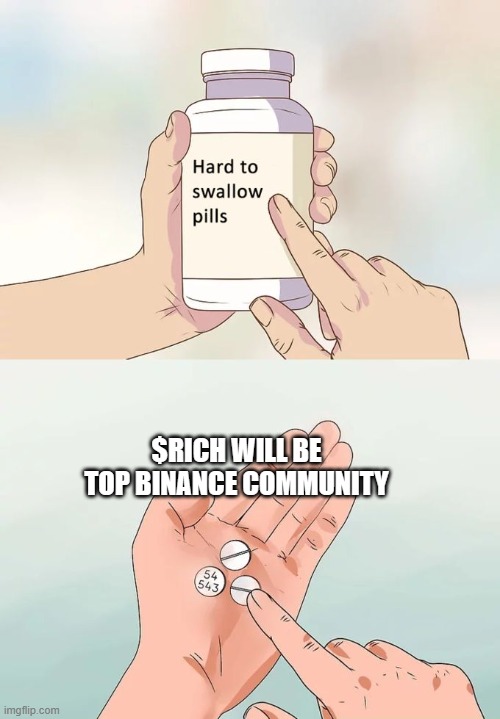 Hard to
swallow
pills
$RICH WILL BE
TOP BINANCE COMMUNITY
54
543
imgflip.com